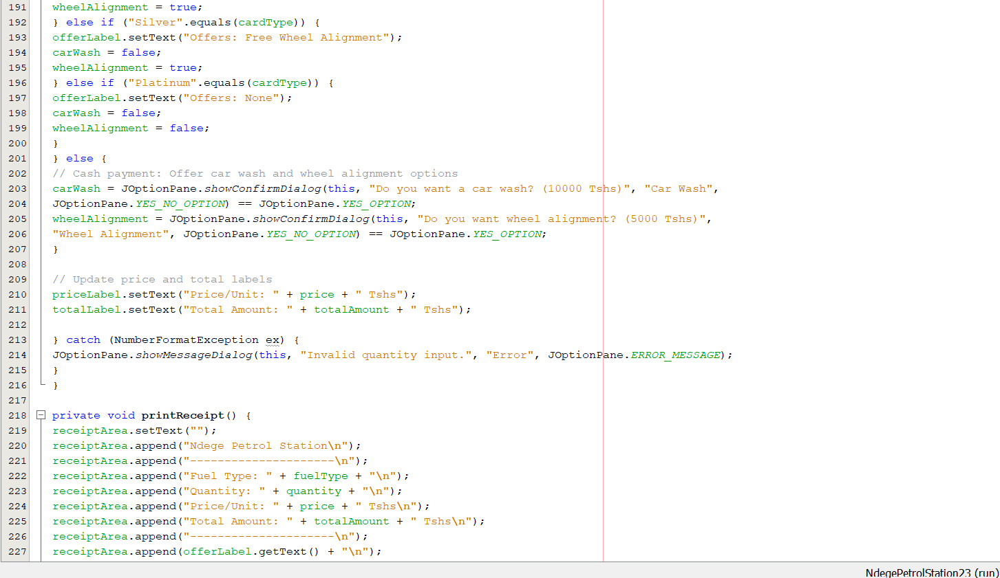 191 wheelAlignment = true;
192 } else if ("Silver".equals(cardType)) {
193 offerLabel.setText("Offers: Free Wheel Alignment");
194 carWash = false;
195 wheelAlignment = true;
196 } else if ("Platinum".equals(cardType)) {
197 offerLabel.setText("Offers: None");
198 carWash = false;
199 wheelAlignment = false;
200 }
201 } else {
202 // Cash payment: Offer car wash and wheel alignment options
203 carWash = JOptionPane.showConfirmDialog(this, "Do you want a car wash? (10000 Tshs)", "Car Wash",
204 JOptionPane.YES_NO_OPTION) == JOptionPane.YES_OPTION;
205 wheelAlignment = JOptionPane.showConfirmDialog(this, "Do you want wheel alignment? (5000 Tshs)",
206 "Wheel Alignment", JOptionPane.YES_NO_OPTION) == JOptionPane.YES_OPTION;
207 }
208
209 // Update price and total labels
210 priceLabel.setText("Price/Unit: " + price + " Tshs");
211 totalLabel.setText("Total Amount: " + totalAmount + " Tshs");
212
213 } catch (NumberFormatException ex) {
214 JOptionPane.showMessageDialog(this, "Invalid quantity input.", "Error", JOptionPane.ERROR_MESSAGE);
215 }
216 }
217
218 private void printReceipt() {
219 receiptArea.setText("");
220 receiptArea.append("Ndege Petrol Station\n");
221 receiptArea.append("---------------------\n");
222 receiptArea.append("Fuel Type: " + fuelType + "\n");
223 receiptArea.append("Quantity: " + quantity + "\n");
224 receiptArea.append("Price/Unit: " + price + " Tshs\n");
225 receiptArea.append("Total Amount: " + totalAmount + " Tshs\n");
226 receiptArea.append("---------------------\n");
227 receiptArea.append(offerLabel.getText() + "\n");
NdegePetrolStation23 (run)